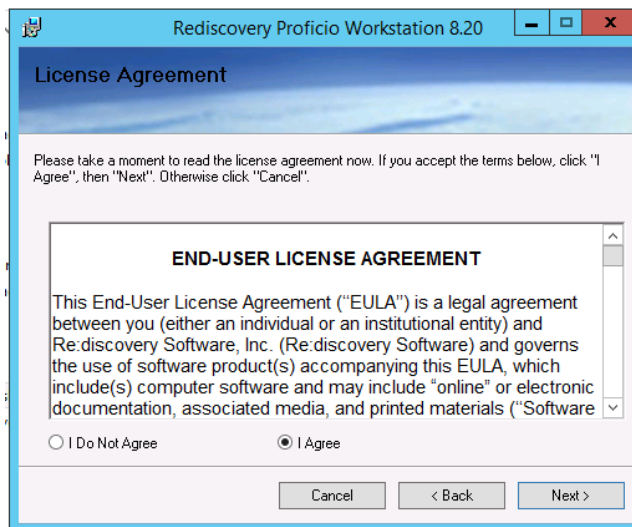 Rediscovery Proficio Workstation 8.20
License Agreement
Please take a moment to read the license agreement now. If you accept the terms below, click "I
Agree", then "Next". Otherwise click "Cancel".
END-USER LICENSE AGREEMENT
This End-User License Agreement (“EULA”) is a legal agreement
between you (either an individual or an institutional entity) and
Re:discovery Software, Inc. (Re:discovery Software) and governs
the use of software product(s) accompanying this EULA, which
include(s) computer software and may include “online” or electronic
documentation, associated media, and printed materials (“Software
I Do Not Agree
I Agree
Cancel
< Back
Next >